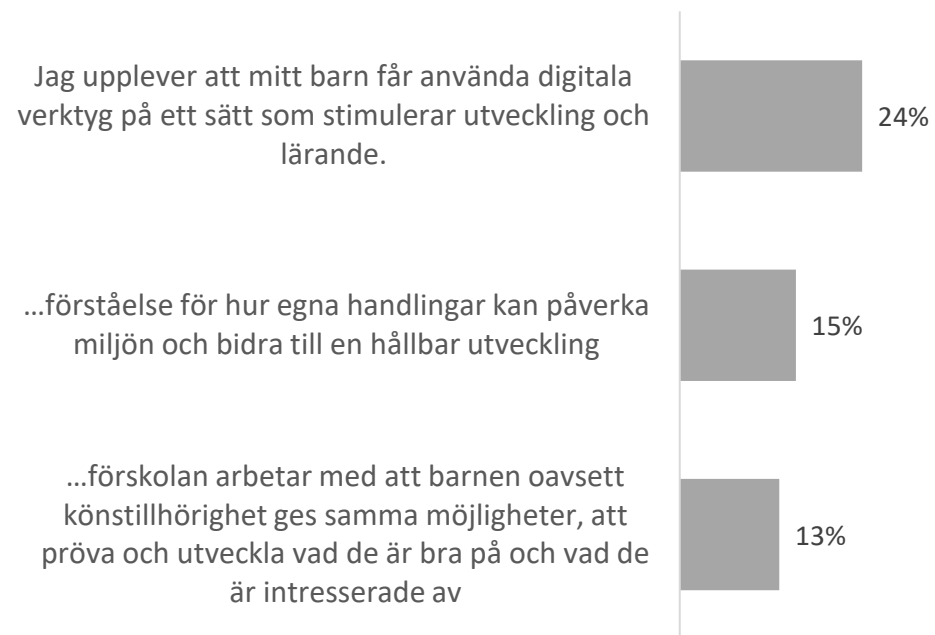 Jag upplever att mitt barn får använda digitala
verktyg på ett sätt som stimulerar utveckling och
lärande.
24%
…förståelse för hur egna handlingar kan påverka
miljön och bidra till en hållbar utveckling
15%
…förskolan arbetar med att barnen oavsett
könstillhörighet ges samma möjligheter, att
pröva och utveckla vad de är bra på och vad de
är intresserade av
13%